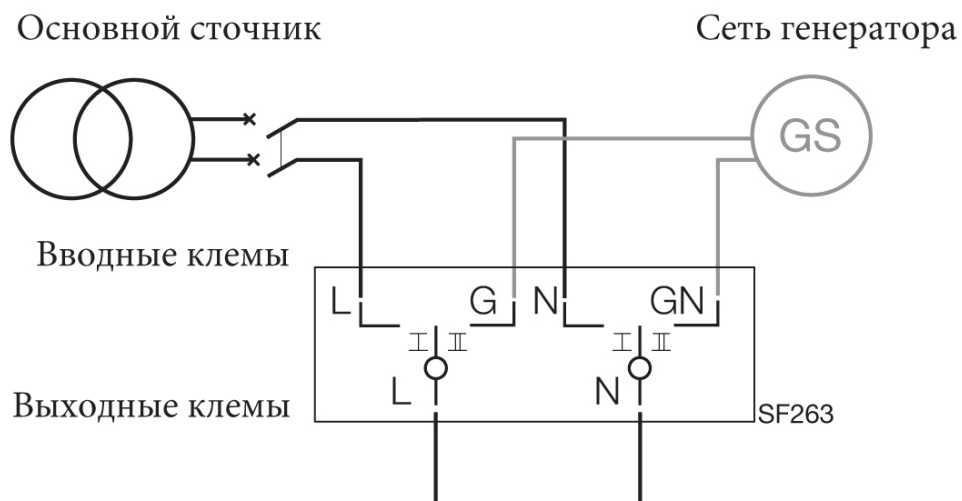 Основной сточник
Сеть генератора
GS
Вводные клемы
L G N GN
I II I II
L N
Выходные клемы
SF263